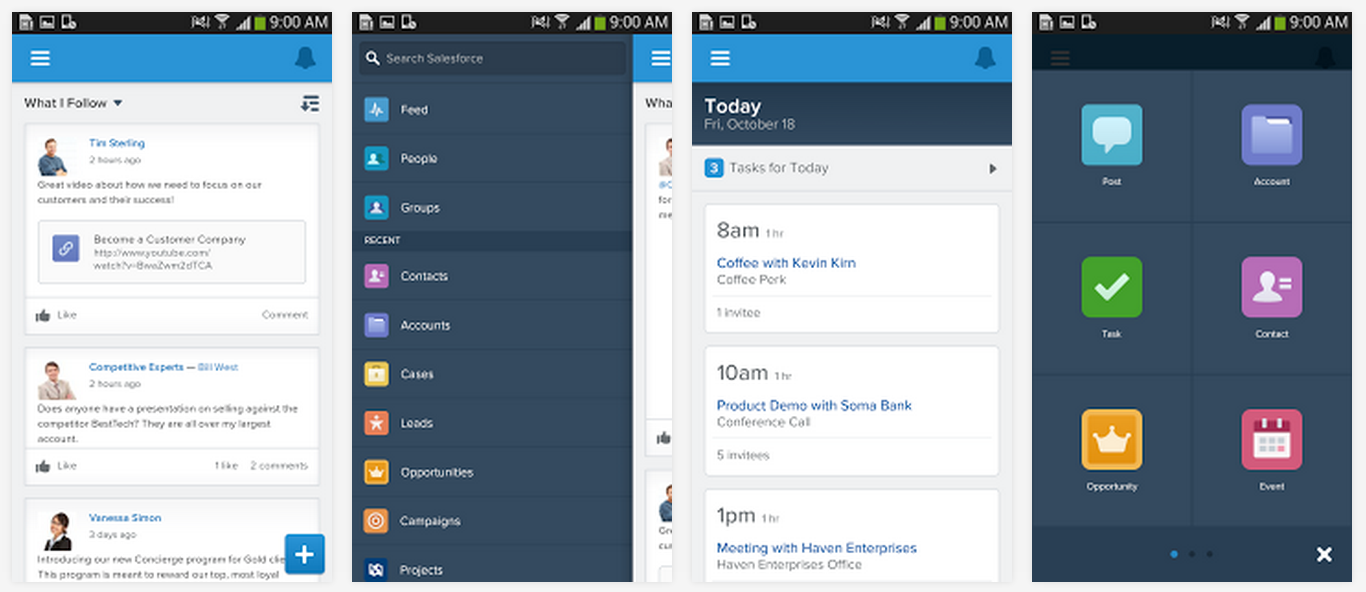 9:00 AM
What I Follow
Tim Sterling
2 hours ago
Great video about how we need to focus on our
customers and their success!
Become a Customer Company
http://www.youtube.com/
watch?v=BwaZwm2dTCA
Like Comment
Competitive Experts — Bill West
2 hours ago
Does anyone have a presentation on selling against the
competitor BestTech? They are all over my largest
account.
Like 1 like 2 comments
Vanessa Simon
3 days ago
Introducing our new Concierge program for Gold
This program is meant to reward our top, most loyal
9:00 AM
Search Salesforce
Feed
People
Groups
RECENT
Contacts
Accounts
Cases
Leads
Opportunities
Campaigns
Projects
9:00 AM
Today
Fri, October 18
3 Tasks for Today
8am 1 hr
Coffee with Kevin Kirn
Coffee Perk
1 invitee
10am 1 hr
Product Demo with Soma Bank
Conference Call
5 invitees
1pm 1 hr
Meeting with Haven Enterprises
Haven Enterprises Office
9:00 AM
Post
Account
Task
Contact
Opportunity
Event